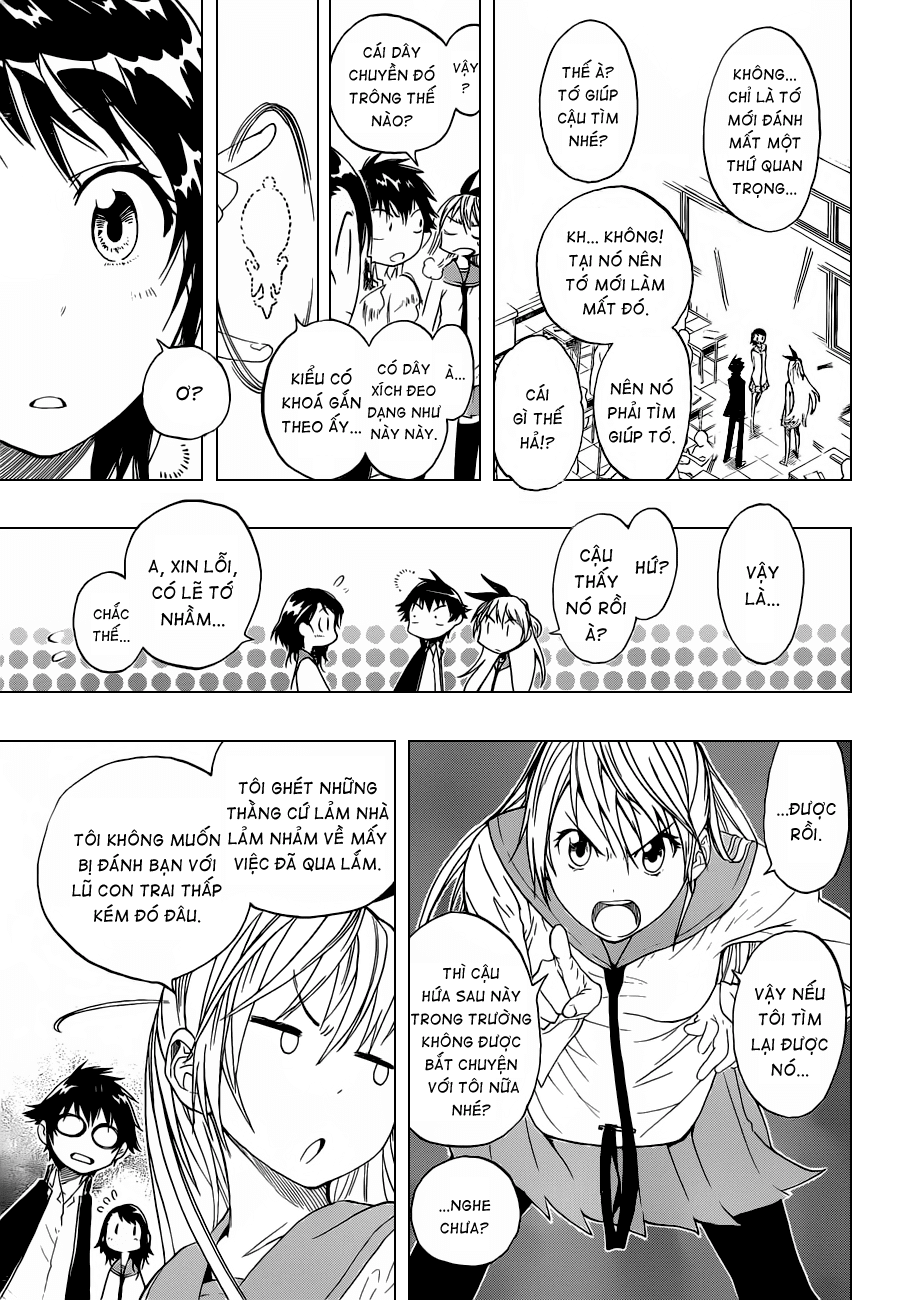 KHÔNG...
CHỈ LÀ TỚ
MỚI ĐÁNH
MẤT MỘT
THỨ QUAN
TRỌNG...
THẾ À?
TỚ GIÚP
CẬU TÌM
NHÉ?
KH... KHÔNG!
TẠI NÓ NÊN
TỚ MỚI LÀM
MẤT ĐÓ.
NÊN NÓ
PHẢI TÌM
GIÚP TỚ.
CÁI
GÌ THẾ
HẢ!?
VẬY
?
CÁI DÂY
CHUYỀN ĐÓ
TRÔNG THẾ
NÀO?
À...
CÓ DÂY
XÍCH ĐEO
DẠNG NHƯ
NÀY NÀY.
KIỂU CÓ
KHOÁ GẮN
THEO ẤY...
Ơ?
VẬY
LÀ...
HỨ?
CẬU
THẤY
NÓ RỒI
À?
A, XIN LỖI,
CÓ LẼ TỚ
NHẦM...
CHẮC
THẾ...
...ĐƯỢC
RỒI.
VẬY NẾU
TÔI TÌM
LẠI ĐƯỢC
NÓ...
THÌ CẬU
HỨA SAU NÀY
TRONG TRƯỜNG
KHÔNG ĐƯỢC
BẮT CHUYỆN
VỚI TÔI NỮA
NHÉ?
...NGHE
CHƯA?
TÔI GHÉT NHỮNG
THẰNG CỨ LẢM NHÀ
LẢM NHẢM VỀ MẤY
VIỆC ĐÃ QUA LẮM.
TÔI KHÔNG MUỐN
BỊ ĐÁNH BẠN VỚI
LŨ CON TRAI THẤP
KÉM ĐÓ ĐÂU.